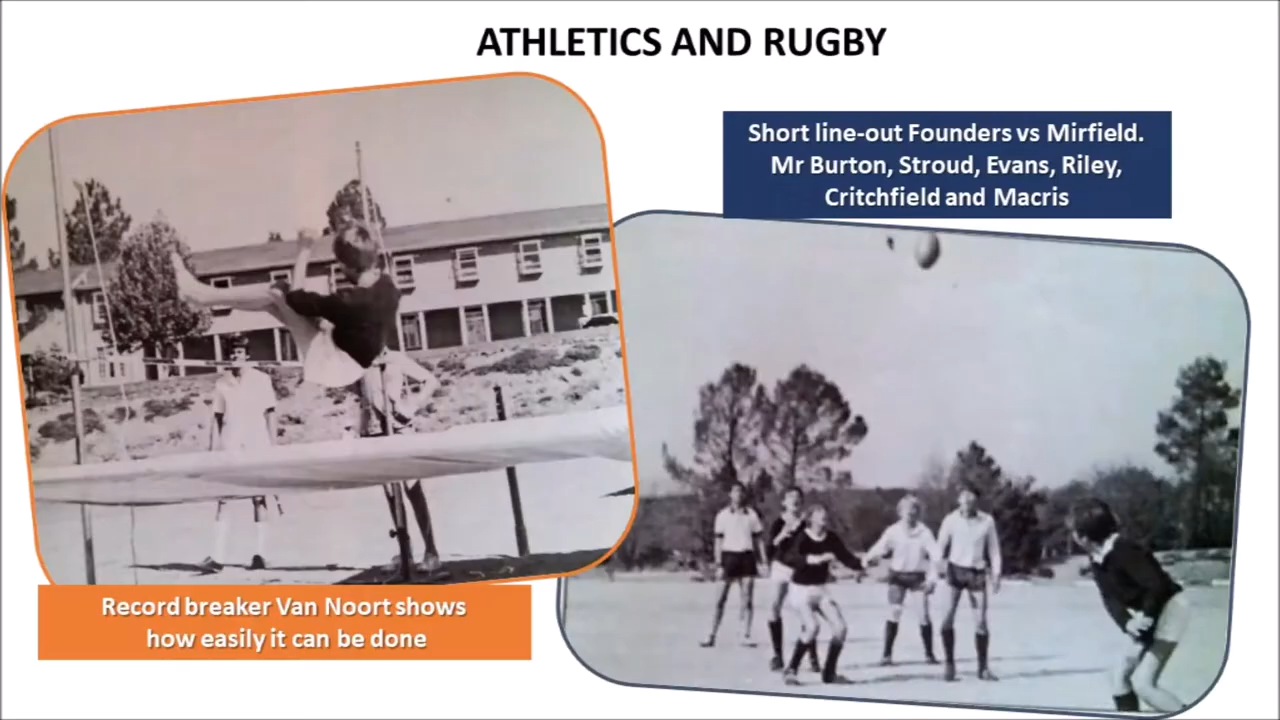 ATHLETICS AND RUGBY
Short line-out Founders vs Mirfield.
Mr Burton, Stroud, Evans, Riley,
Critchfield and Macris
Record breaker Van Noort shows
how easily it can be done